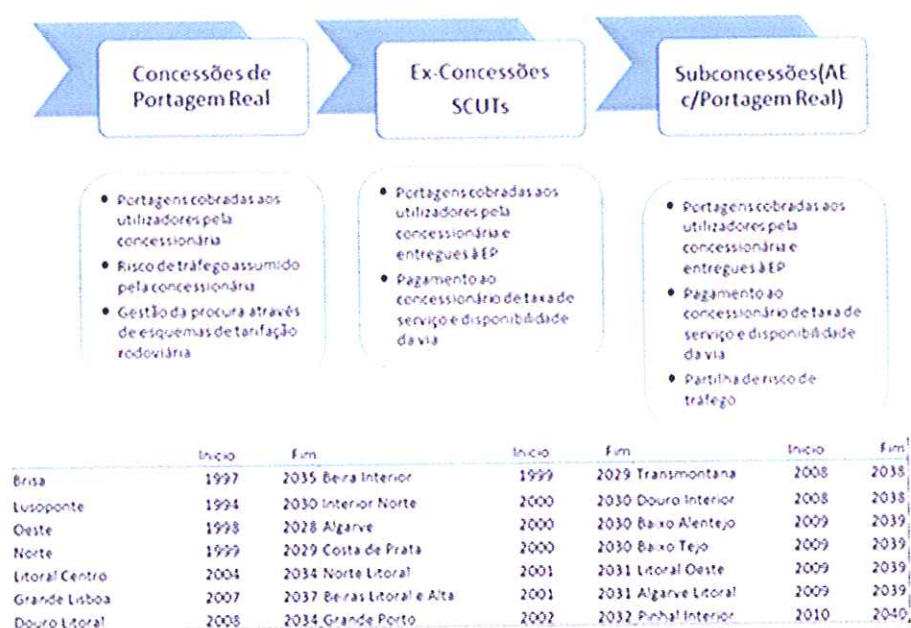 Concessões de
Portagem Real
Ex-Concessões
SCUTs
Subconcessões(AE
c/Portagem Real)
• Portagens cobradas aos
utilizadores pela
concessionária
• Risco de tráfego assumido
pela concessionária
• Gestão da procura através
de esquemas de tarifação
rodoviária
• Portagens cobradas aos
utilizadores pela
concessionária e
entregues à EP
• Pagamento ao
concessionário de taxa de
serviço e disponibilidade
da via
• Portagens cobradas aos
utilizadores pela
concessionária e
entregues à EP
• Pagamento ao
concessionário de taxa de
serviço e disponibilidade
da via
• Partilha de risco de
tráfego
Inicio Fim Inicio Fim Inicio Fim
Brisa 1997 2035 Beira Interior 1999 2029 Transmontana 2008 2038
Lusoponte 1994 2030 Interior Norte 2000 2030 Douro Interior 2008 2038
Oeste 1998 2028 Algarve 2000 2030 Baixo Alentejo 2009 2039
Norte 1999 2029 Costa de Prata 2000 2030 Baixo Tejo 2009 2039
Litoral Centro 2004 2034 Norte Litoral 2001 2031 Litoral Oeste 2009 2039
Grande Lisboa 2007 2037 Beiras Litoral e Alta 2001 2031 Algarve Litoral 2009 2039
Douro Litoral 2008 2034 Grande Porto 2002 2032 Pinhal Interior 2010 2040